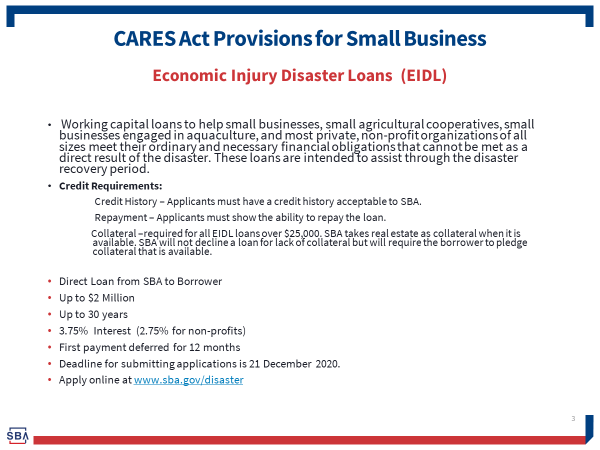 CARES Act Provisions for Small Business
Economic Injury Disaster Loans (EIDL)
• Working capital loans to help small businesses, small agricultural cooperatives, small
businesses engaged in aquaculture, and most private, non-profit organizations of all
sizes meet their ordinary and necessary financial obligations that cannot be met as a
direct result of the disaster. These loans are intended to assist through the disaster
recovery period.
• Credit Requirements:
Credit History – Applicants must have a credit history acceptable to SBA.
Repayment – Applicants must show the ability to repay the loan.
Collateral –required for all EIDL loans over $25,000. SBA takes real estate as collateral when it is
available. SBA will not decline a loan for lack of collateral but will require the borrower to pledge
collateral that is available.
• Direct Loan from SBA to Borrower
• Up to $2 Million
• Up to 30 years
• 3.75% Interest (2.75% for non-profits)
• First payment deferred for 12 months
• Deadline for submitting applications is 21 December 2020.
• Apply online at www.sba.gov/disaster
3
SBA